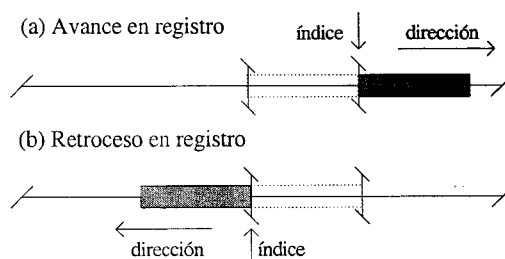 (a) Avance en registro
índice
dirección
(b) Retroceso en registro
dirección
índice